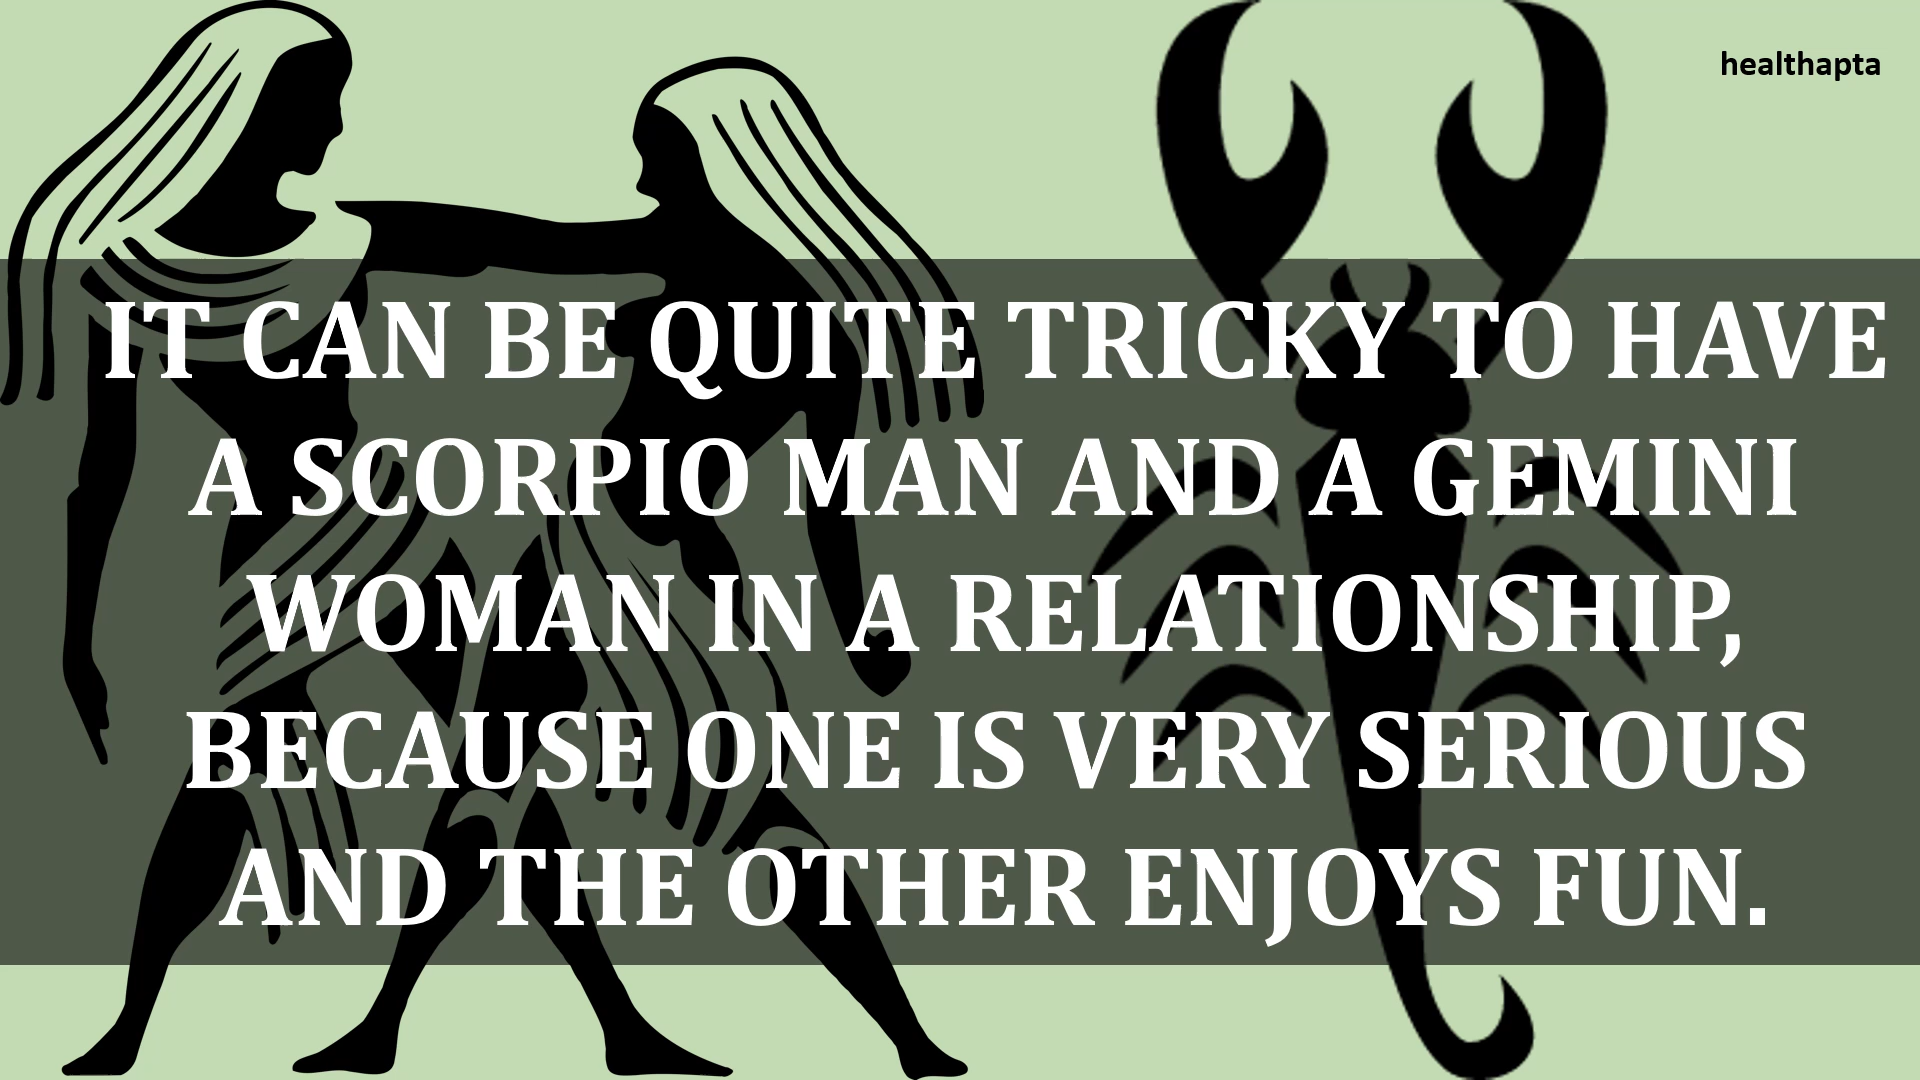 healthapta
IT CAN BE QUITE TRICKY TO HAVE
A SCORPIO MAN AND A GEMINI
WOMAN IN A RELATIONSHIP,
BECAUSE ONE IS VERY SERIOUS
AND THE OTHER ENJOYS FUN.